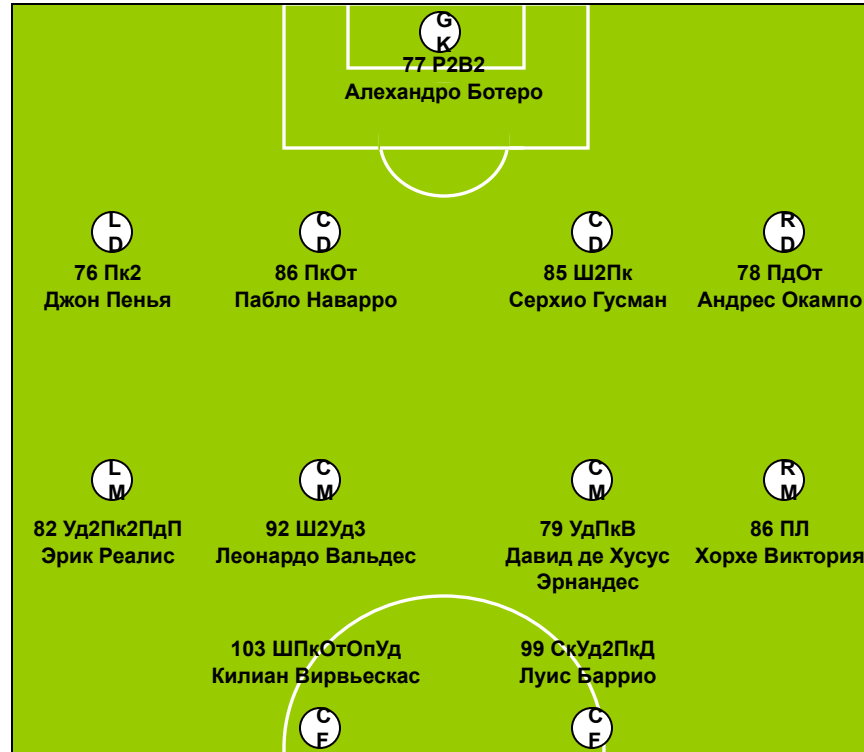 GK
77 Р2В2
Алехандро Ботеро
LD CD CD RD
76 Пк2 86 ПкОт 85 Ш2Пк 78 ПдОт
Джон Пенья Пабло Наварро Серхио Гусман Андрес Окампо
LM CM CM RM
82 Уд2Пк2ПдП 92 Ш2Уд3 79 УдПкВ 86 ПЛ
Эрик Реалис Леонардо Вальдес Давид де Хусус Хорхе Виктория
Эрнандес
103 ШПкОтОпУд 99 СкУд2ПкД
Килиан Вирвьескас Луис Баррио
CF CF